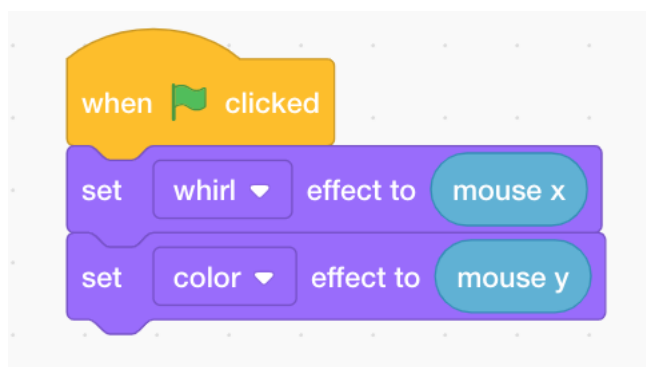 when clicked
set whirl effect to mouse x
set color effect to mouse y